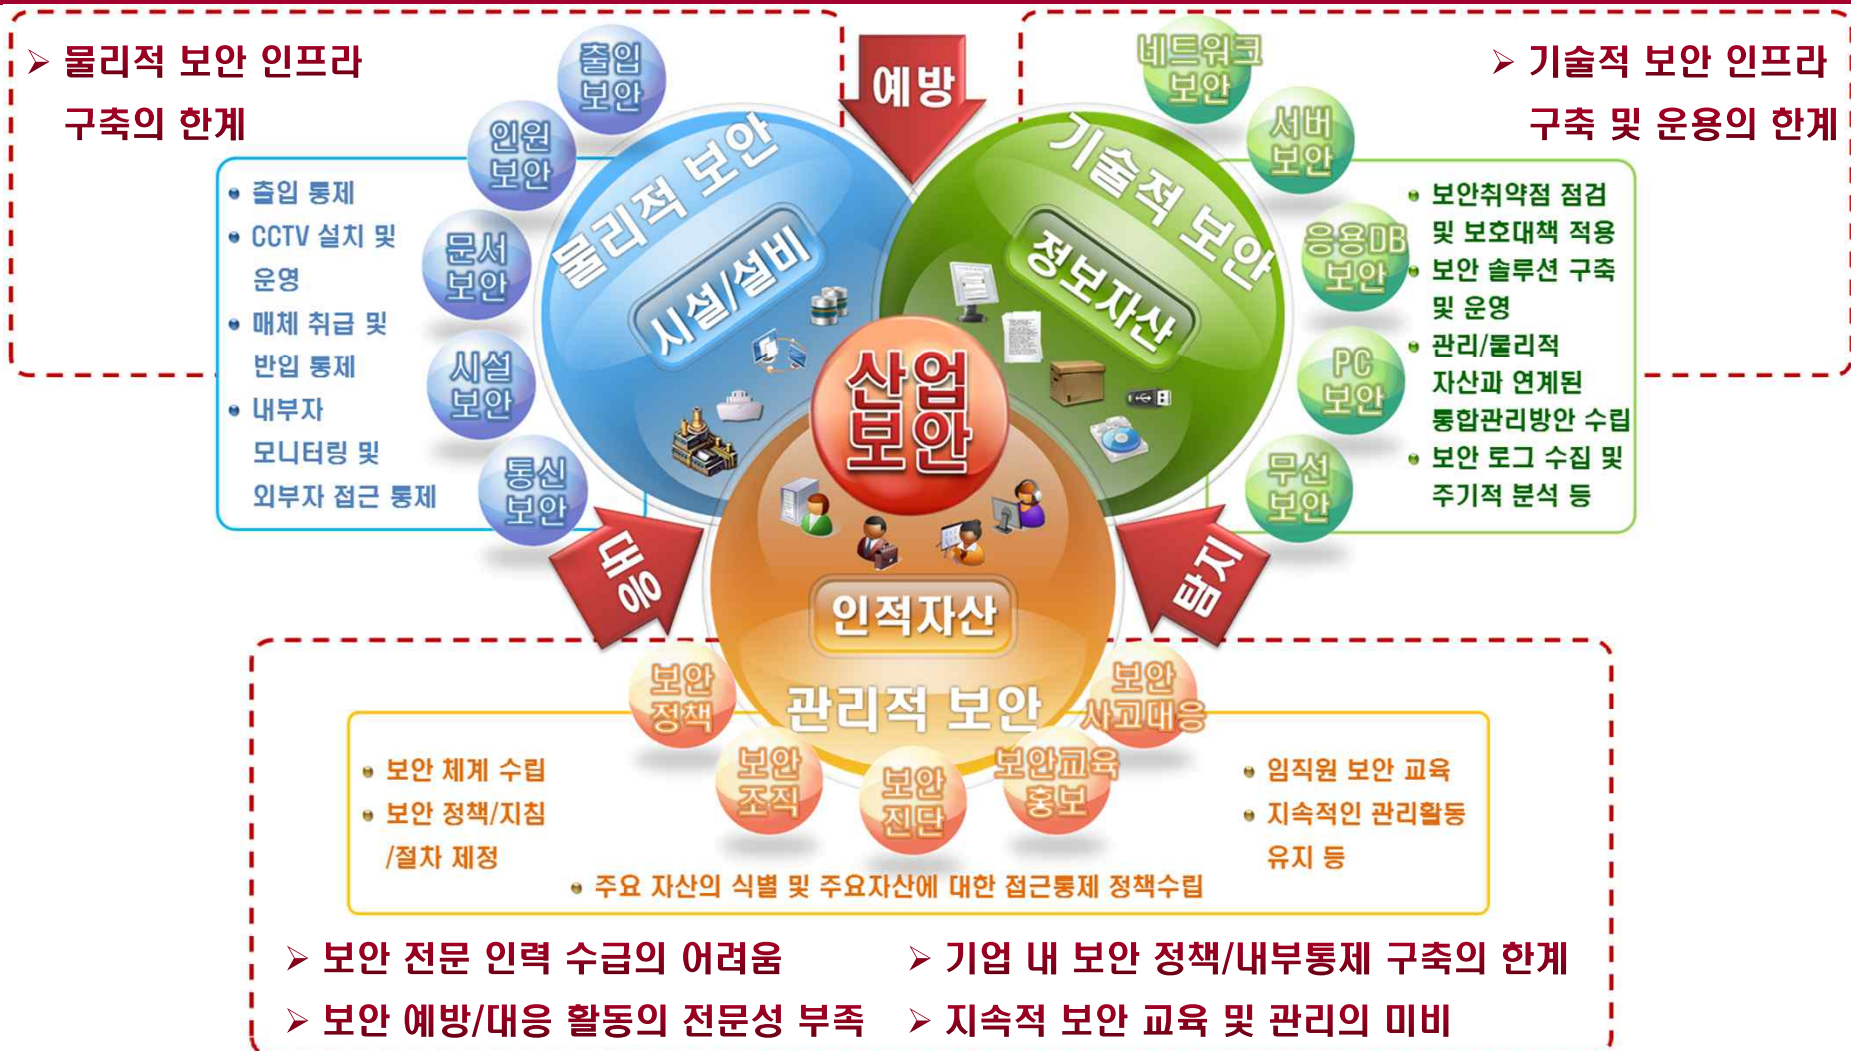 ➢ 물리적 보안 인프라
구축의 한계
➢ 기술적 보안 인프라
구축 및 운용의 한계
예방
출입
보안
인원
보안
문서
보안
시설
보안
통신
보안
• 출입 통제
• CCTV 설치 및
운영
• 매체 취급 및
반입 통제
• 내부자
모니터링 및
외부자 접근 통제
물리적 보안
시설/설비
기술적 보안
정보자산
산업
보안
네트워크
보안
서버
보안
응용DB
보안
PC
보안
무선
보안
• 보안취약점 점검
및 보호대책 적용
• 보안 솔루션 구축
및 운영
• 관리/물리적
자산과 연계된
통합관리방안 수립
• 보안 로그 수집 및
주기적 분석 등
대응
탐지
인적자산
관리적 보안
보안
정책
보안
조직
보안
진단
보안교육
홍보
보안
사고대응
• 보안 체계 수립
• 보안 정책/지침
/절차 제정
• 임직원 보안 교육
• 지속적인 관리활동
유지 등
• 주요 자산의 식별 및 주요자산에 대한 접근통제 정책수립
➢ 보안 전문 인력 수급의 어려움
➢ 기업 내 보안 정책/내부통제 구축의 한계
➢ 보안 예방/대응 활동의 전문성 부족
➢ 지속적 보안 교육 및 관리의 미비